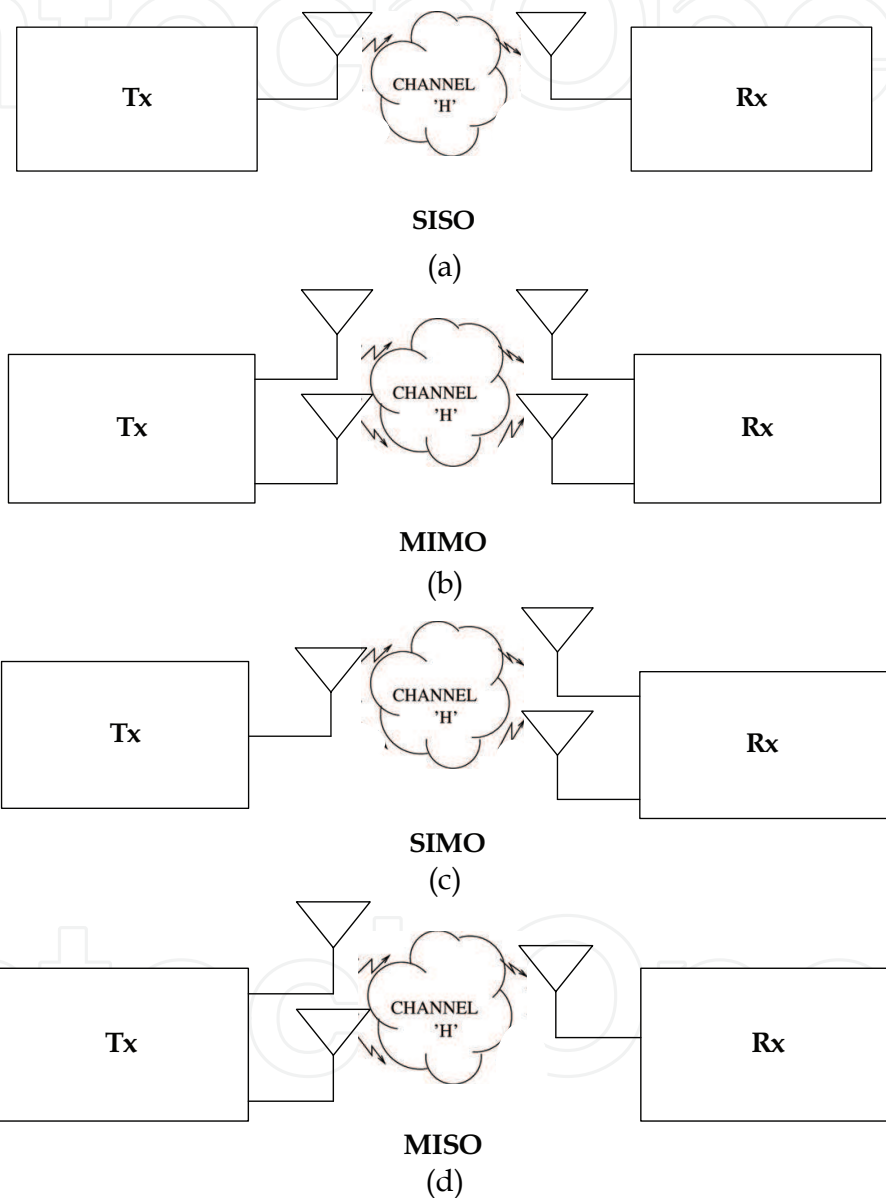 Tx
CHANNEL
'H'
Rx
SISO
(a)
Tx
CHANNEL
'H'
Rx
MIMO
(b)
Tx
CHANNEL
'H'
Rx
SIMO
(c)
Tx
CHANNEL
'H'
Rx
MISO
(d)